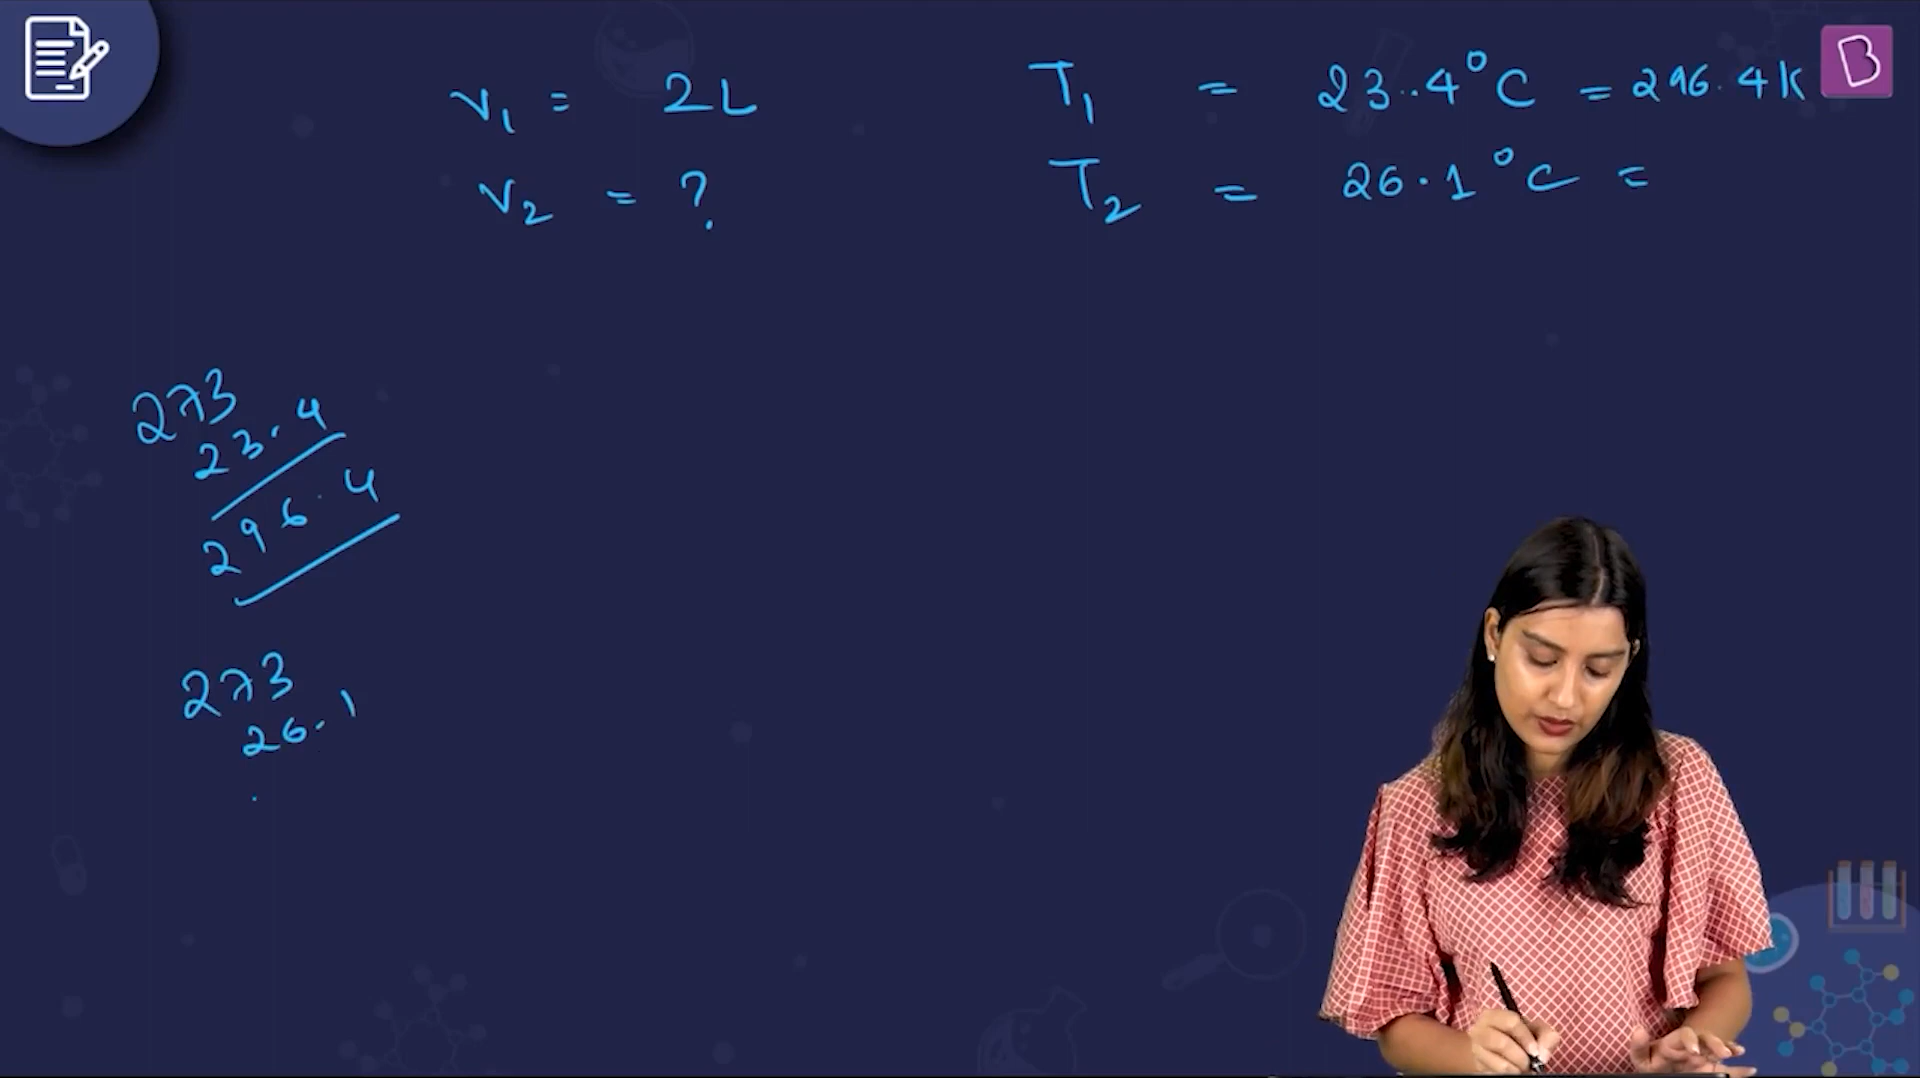 V₁ = 2L
T₁ = 23.4°C = 296.4K
V₂ = ?
T₂ = 26.1°C =
273
23.4
296.4
273
26.1
B